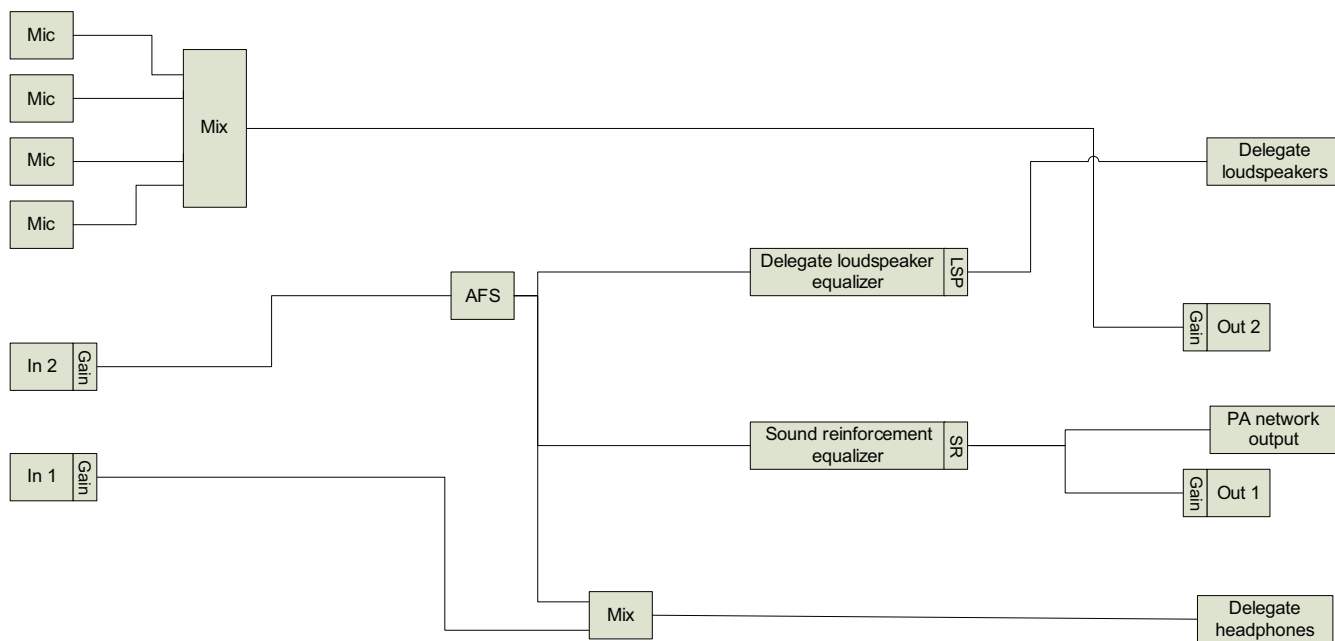 Mic
Mic
Mic
Mic
Mix
Delegate
loudspeakers
Delegate loudspeaker
equalizer
LSP
AFS
Gain
Out 2
In 2
Gain
Sound reinforcement
equalizer
SR
PA network
output
In 1
Gain
Gain
Out 1
Mix
Delegate
headphones